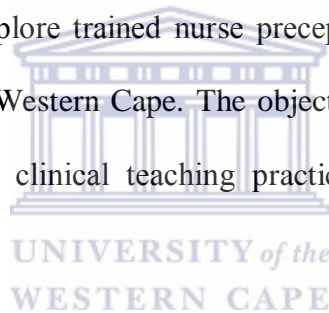 plore trained nurse precep
Western Cape. The object
clinical teaching practic
UNIVERSITY of the
WESTERN CAPE